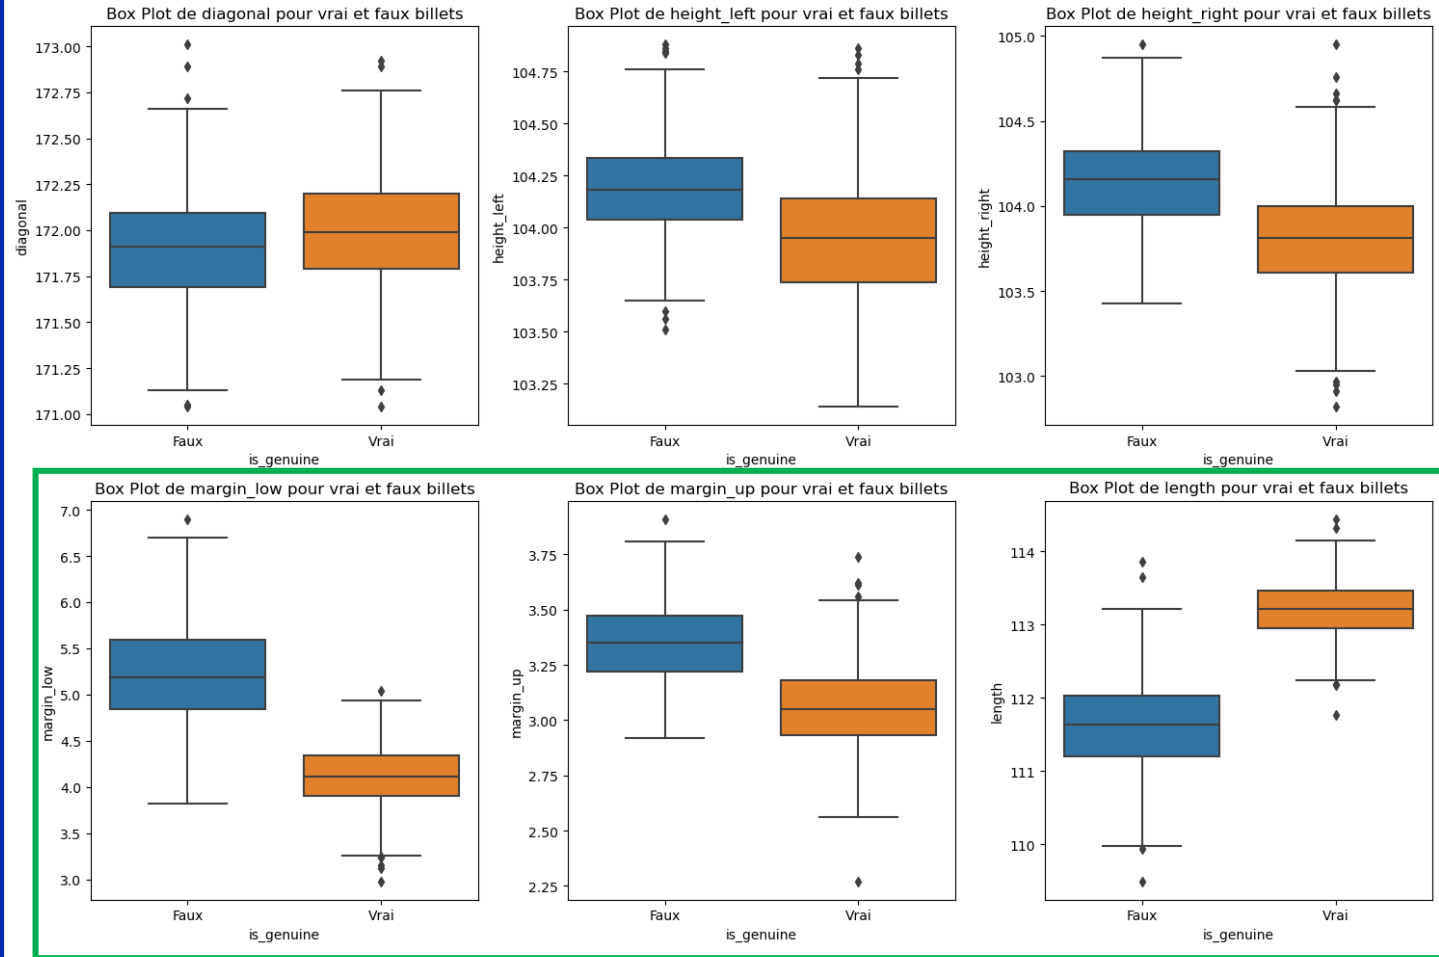 Box Plot de diagonal pour vrai et faux billets
173.00
172.75
172.50
172.25
172.00
171.75
171.50
171.25
171.00
diagonal
Faux
Vrai
is_genuine
Box Plot de height_left pour vrai et faux billets
104.75
104.50
104.25
104.00
103.75
103.50
103.25
height_left
Faux
Vrai
is_genuine
Box Plot de height_right pour vrai et faux billets
105.0
104.5
104.0
103.5
103.0
height_right
Faux
Vrai
is_genuine
Box Plot de margin_low pour vrai et faux billets
7.0
6.5
6.0
5.5
5.0
4.5
4.0
3.5
3.0
margin_low
Faux
Vrai
is_genuine
Box Plot de margin_up pour vrai et faux billets
3.75
3.50
3.25
3.00
2.75
2.50
2.25
margin_up
Faux
Vrai
is_genuine
Box Plot de length pour vrai et faux billets
114
113
112
111
110
length
Faux
Vrai
is_genuine